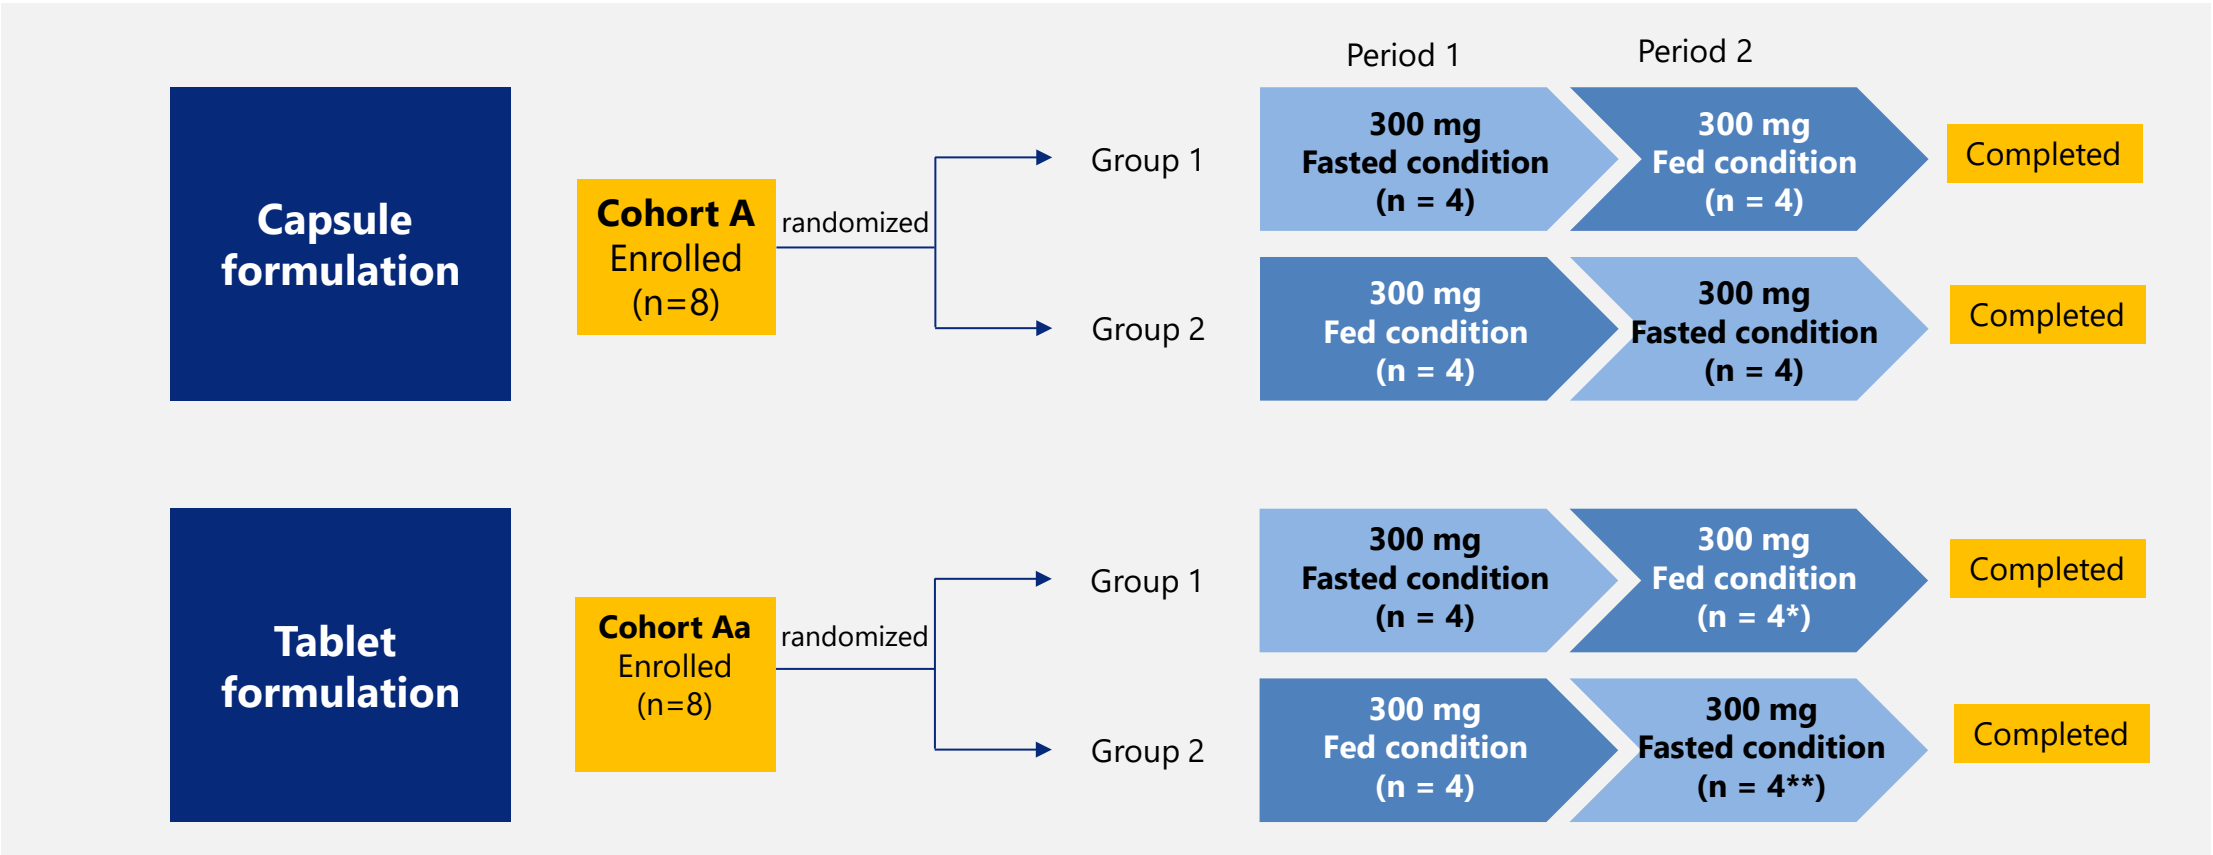 Period 1
Period 2
Capsule
formulation
Cohort A
Enrolled
(n=8)
randomized
Group 1
300 mg
Fasted condition
(n = 4)
300 mg
Fed condition
(n = 4)
Completed
Group 2
300 mg
Fed condition
(n = 4)
300 mg
Fasted condition
(n = 4)
Completed
Tablet
formulation
Cohort Aa
Enrolled
(n=8)
randomized
Group 1
300 mg
Fasted condition
(n = 4)
300 mg
Fed condition
(n = 4*)
Completed
Group 2
300 mg
Fed condition
(n = 4)
300 mg
Fasted condition
(n = 4**)
Completed